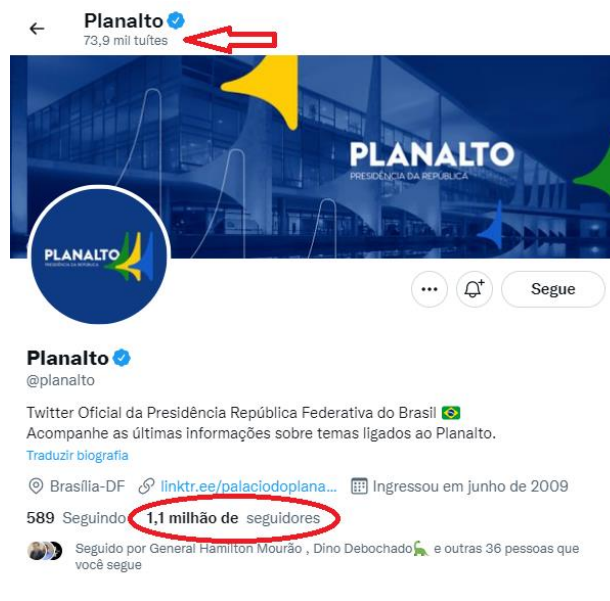 Planalto
73,9 mil tuítes
PLANALTO
PRESIDÊNCIA DA REPÚBLICA
PLANALTO
PRESIDÊNCIA DA REPÚBLICA
Segue
Planalto
@planalto
Twitter Oficial da Presidência República Federativa do Brasil 🇧🇷
Acompanhe as últimas informações sobre temas ligados ao Planalto.
Traduzir biografia
Brasília-DF linktr.ee/palaciodoplana... Ingressou em junho de 2009
589 Seguindo 1,1 milhão de seguidores
Seguido por General Hamilton Mourão , Dino Debochado🦕 e outras 36 pessoas que
você segue